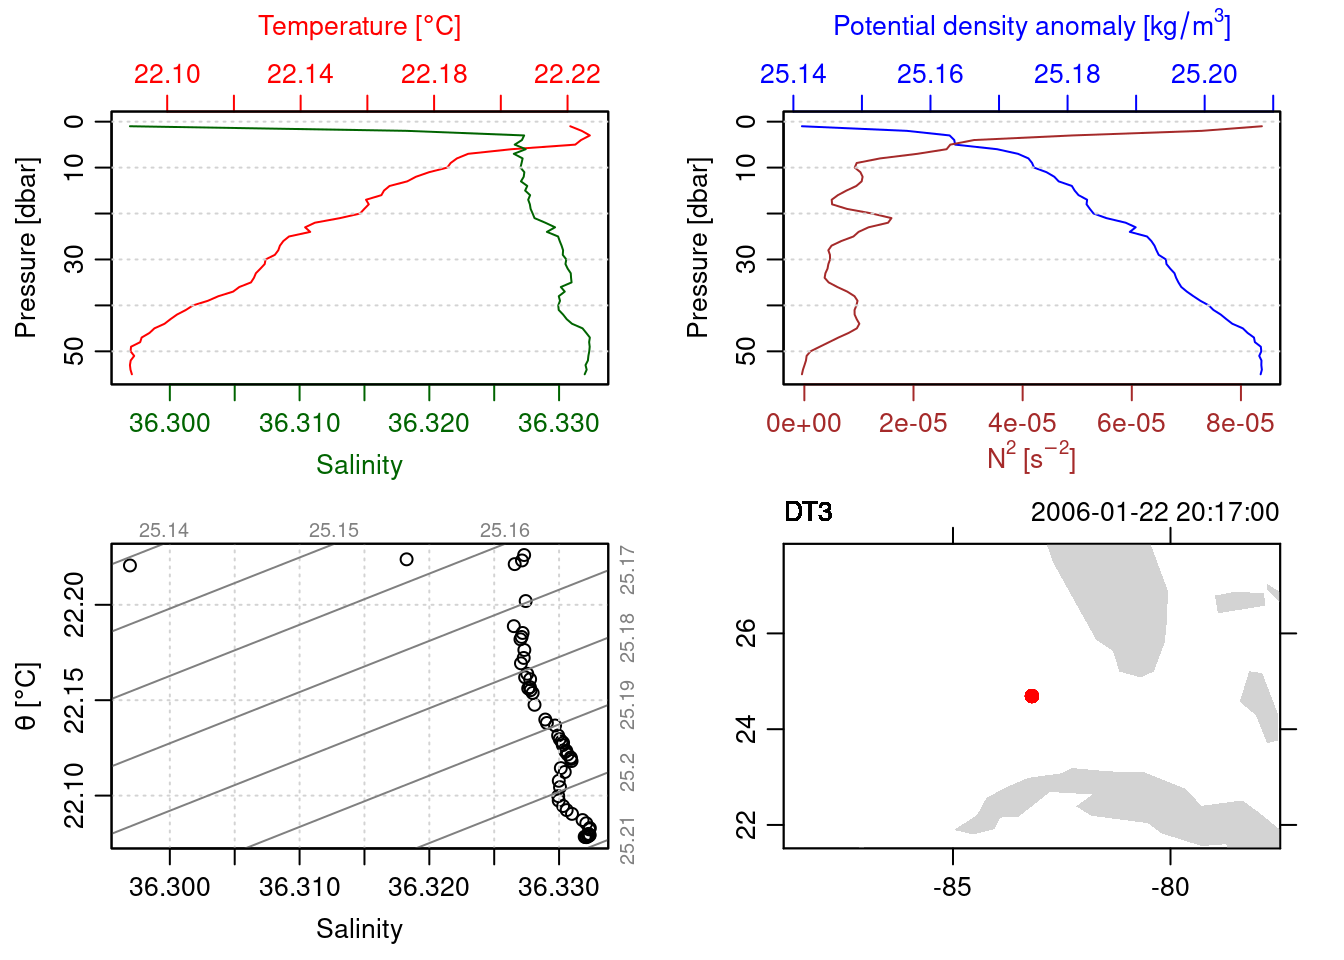 Temperature [°C]
22.10 22.14 22.18 22.22
0
10
30
50
Pressure [dbar]
36.300 36.310 36.320 36.330
Salinity
Potential density anomaly [kg/m³]
25.14 25.16 25.18 25.20
0
10
30
50
Pressure [dbar]
0e+00 2e-05 4e-05 6e-05 8e-05
N² [s⁻²]
25.14 25.15 25.16
25.17
25.18
25.19
25.2
25.21
22.20
22.15
22.10
θ [°C]
36.300 36.310 36.320 36.330
Salinity
DT3 2006-01-22 20:17:00
26
24
22
-85 -80